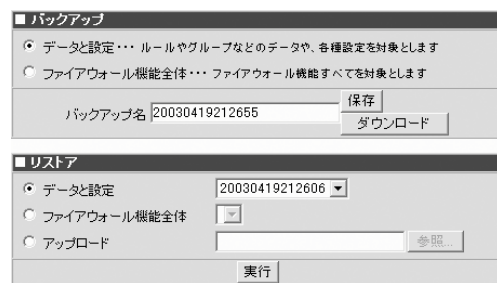 ■ バックアップ
データと設定・・・ ルールやグループなどのデータや、各種設定を対象とします
ファイアウォール機能全体・・・ ファイアウォール機能すべてを対象とします
バックアップ名 20030419212655 保存
ダウンロード
■ リストア
データと設定 20030419212606
ファイアウォール機能全体
アップロード 参照...
実行